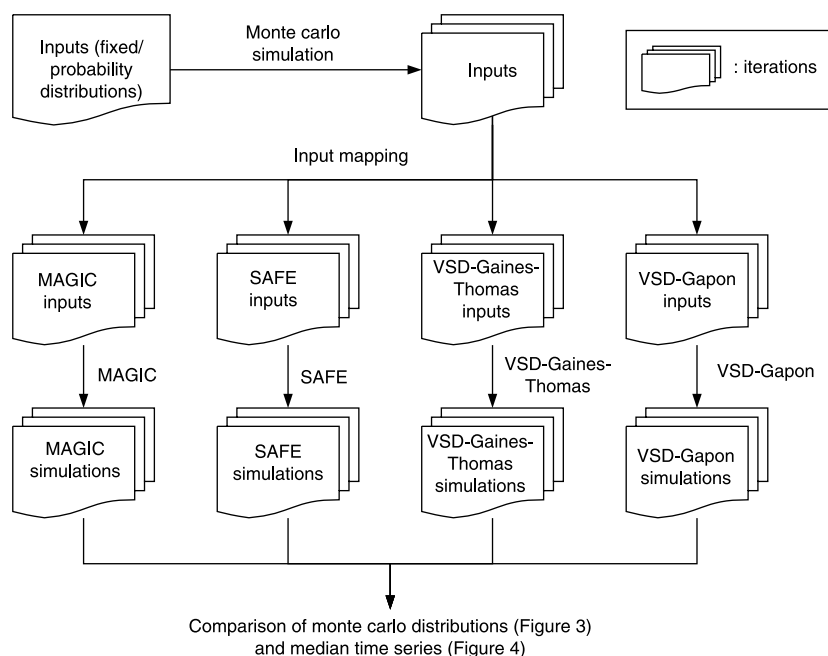 Inputs (fixed/
probability
distributions)
Monte carlo
simulation
Inputs
: iterations
Input mapping
MAGIC
inputs
SAFE
inputs
VSD-Gaines-
Thomas
inputs
VSD-Gapon
inputs
MAGIC
SAFE
VSD-Gaines-
Thomas
VSD-Gapon
MAGIC
simulations
SAFE
simulations
VSD-Gaines-
Thomas
simulations
VSD-Gapon
simulations
Comparison of monte carlo distributions (Figure 3)
and median time series (Figure 4)